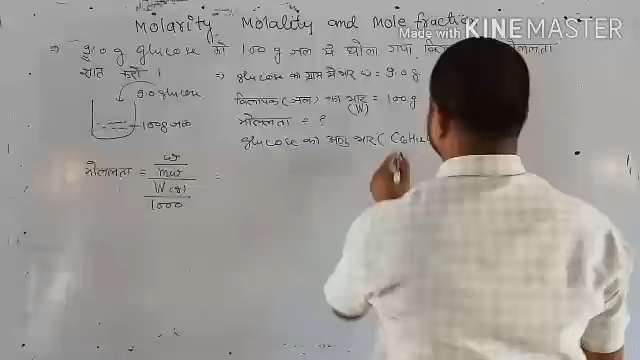 Molarity Molality and Mole fraction
Made with KINEMASTER
⇒ 9.0 g glucose को 100 g जल में घोला गया मोललता
ज्ञात करो ।
⇒ glucose का ग्राम में भार w = 9.0 g
9.0 glucose
विलायक (जल) का भार (W) = 100 g
100g जल
मोललता = ?
glucose का अणु भार ( C6H12
मोललता = w / mw / W(g) / 1000 =